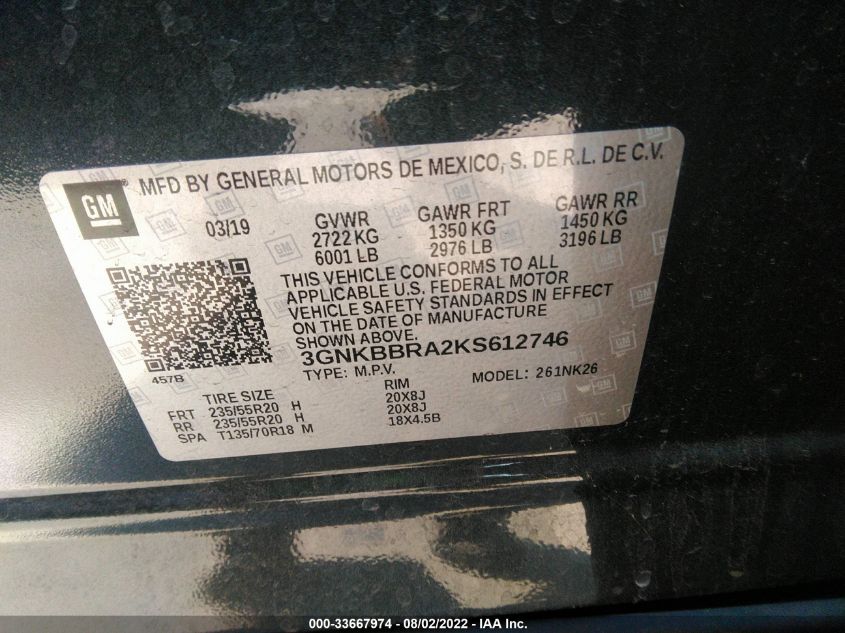 GM ® MFD BY GENERAL MOTORS DE MEXICO, S. DE R.L. DE C.V.
03/19 GVWR GAWR FRT GAWR RR
2722 KG 1350 KG 1450 KG
6001 LB 2976 LB 3196 LB
THIS VEHICLE CONFORMS TO ALL
APPLICABLE U.S. FEDERAL MOTOR
VEHICLE SAFETY STANDARDS IN EFFECT
ON THE DATE OF MANUFACTURE
SHOWN ABOVE.
3GNKBBRA2KS612746
457B TYPE: M.P.V. MODEL: 261NK26
TIRE SIZE RIM
FRT 235/55R20 H 20X8J
RR 235/55R20 H 20X8J
SPA T135/70R18 M 18X4.5B
000-33667974 - 08/02/2022 - IAA Inc.